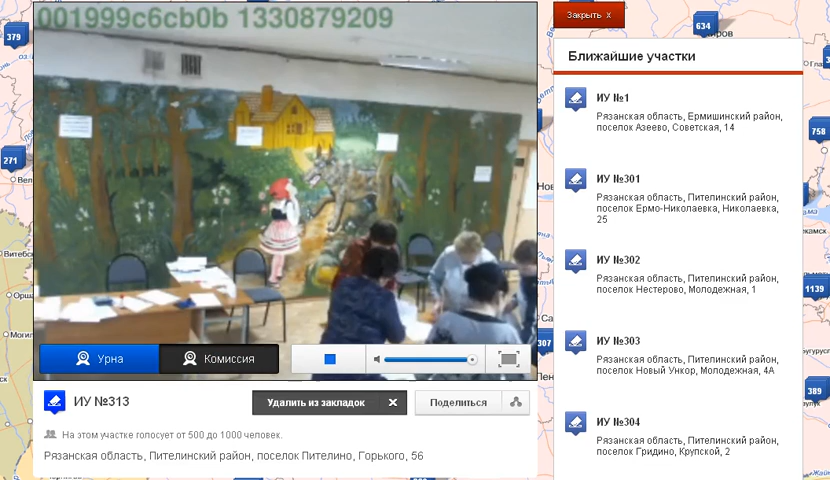 001999c6cb0b 1330879209
Закрыть x
379
634
Ближайшие участки
ИУ №1
Рязанская область, Ермишинский район,
поселок Азеево, Советская, 14
758
271
ИУ №301
Рязанская область, Пителинский район,
поселок Ермо-Николаевка, Николаевка,
25
Витебск
ИУ №302
Рязанская область, Пителинский район,
поселок Нестерово, Молодежная, 1
1139
307
ИУ №303
Рязанская область, Пителинский район,
поселок Новый Ункор, Молодежная, 4А
389
Урна
Комиссия
ИУ №313
Удалить из закладок ×
Поделиться
На этом участке голосует от 500 до 1000 человек.
Рязанская область, Пителинский район, поселок Пителино, Горького, 56
ИУ №304
Рязанская область, Пителинский район,
поселок Гридино, Крупской, 2